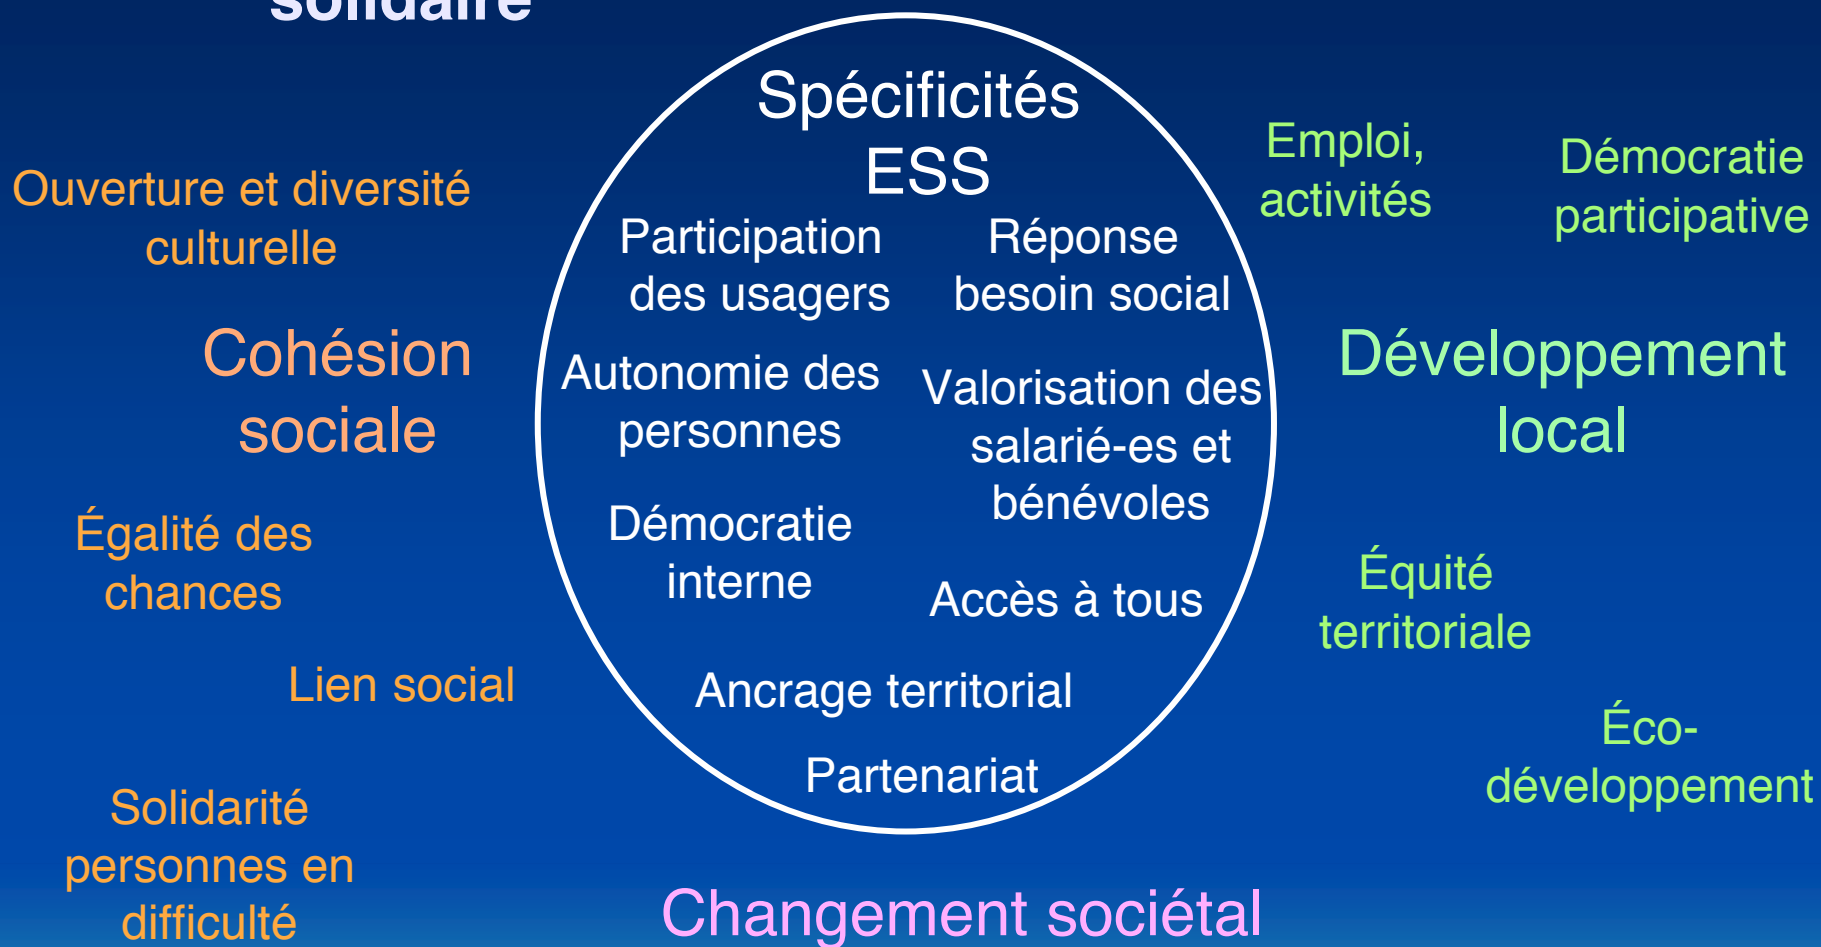 solidaire
Spécificités
ESS
Participation
des usagers
Réponse
besoin social
Autonomie des
personnes
Valorisation des
salarié-es et
bénévoles
Démocratie
interne
Accès à tous
Ancrage territorial
Partenariat
Ouverture et diversité
culturelle
Cohésion
sociale
Égalité des
chances
Lien social
Solidarité
personnes en
difficulté
Emploi,
activités
Démocratie
participative
Développement
local
Équité
territoriale
Éco-
développement
Changement sociétal